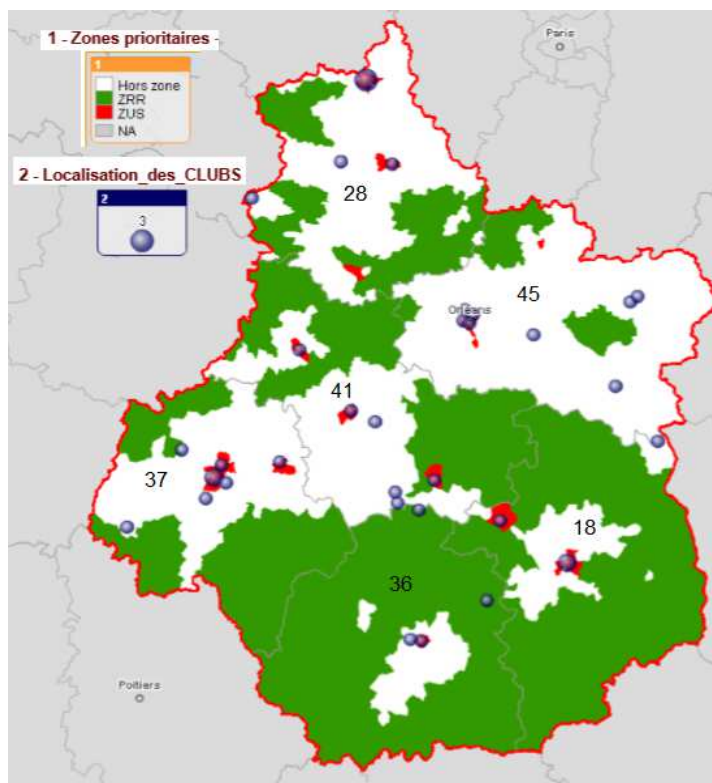 1 - Zones prioritaires -
1
Hors zone
ZRR
ZUS
NA
2 - Localisation_des_CLUBS
2
3
Paris
28
45
Orléans
41
37
18
36
Poitiers